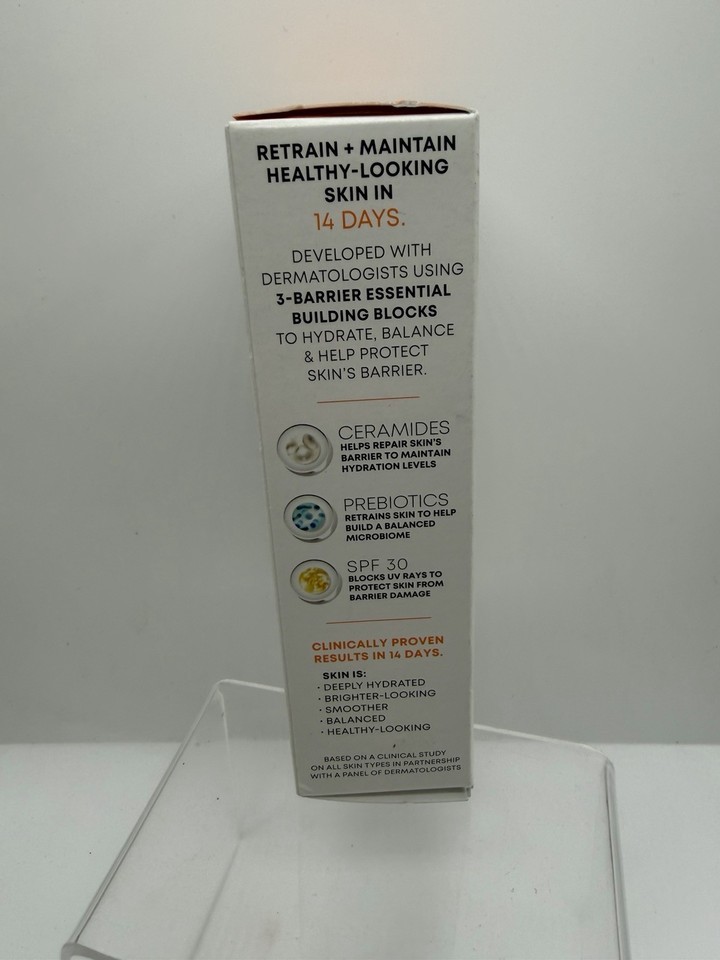 RETRAIN + MAINTAIN
HEALTHY-LOOKING
SKIN IN
14 DAYS.
DEVELOPED WITH
DERMATOLOGISTS USING
3-BARRIER ESSENTIAL
BUILDING BLOCKS
TO HYDRATE, BALANCE
& HELP PROTECT
SKIN'S BARRIER.
CERAMIDES
HELPS REPAIR SKIN'S
BARRIER TO MAINTAIN
HYDRATION LEVELS
PREBIOTICS
RETRAINS SKIN TO HELP
BUILD A BALANCED
MICROBIOME
SPF 30
BLOCKS UV RAYS TO
PROTECT SKIN FROM
BARRIER DAMAGE
CLINICALLY PROVEN
RESULTS IN 14 DAYS.
SKIN IS:
· DEEPLY HYDRATED
· BRIGHTER-LOOKING
· SMOOTHER
· BALANCED
· HEALTHY-LOOKING
BASED ON A CLINICAL STUDY
ON ALL SKIN TYPES IN PARTNERSHIP
WITH A PANEL OF DERMATOLOGISTS